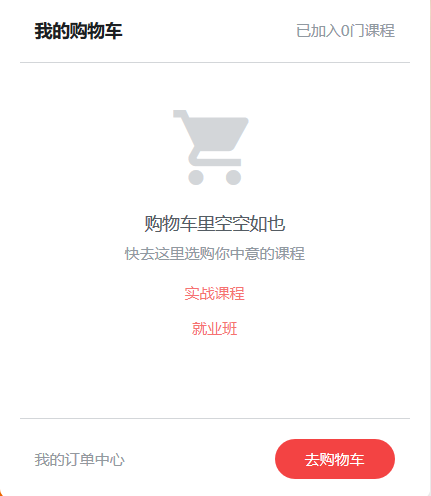 我的购物车
已加入0门课程
购物车里空空如也
快去这里选购你中意的课程
实战课程
就业班
我的订单中心
去购物车